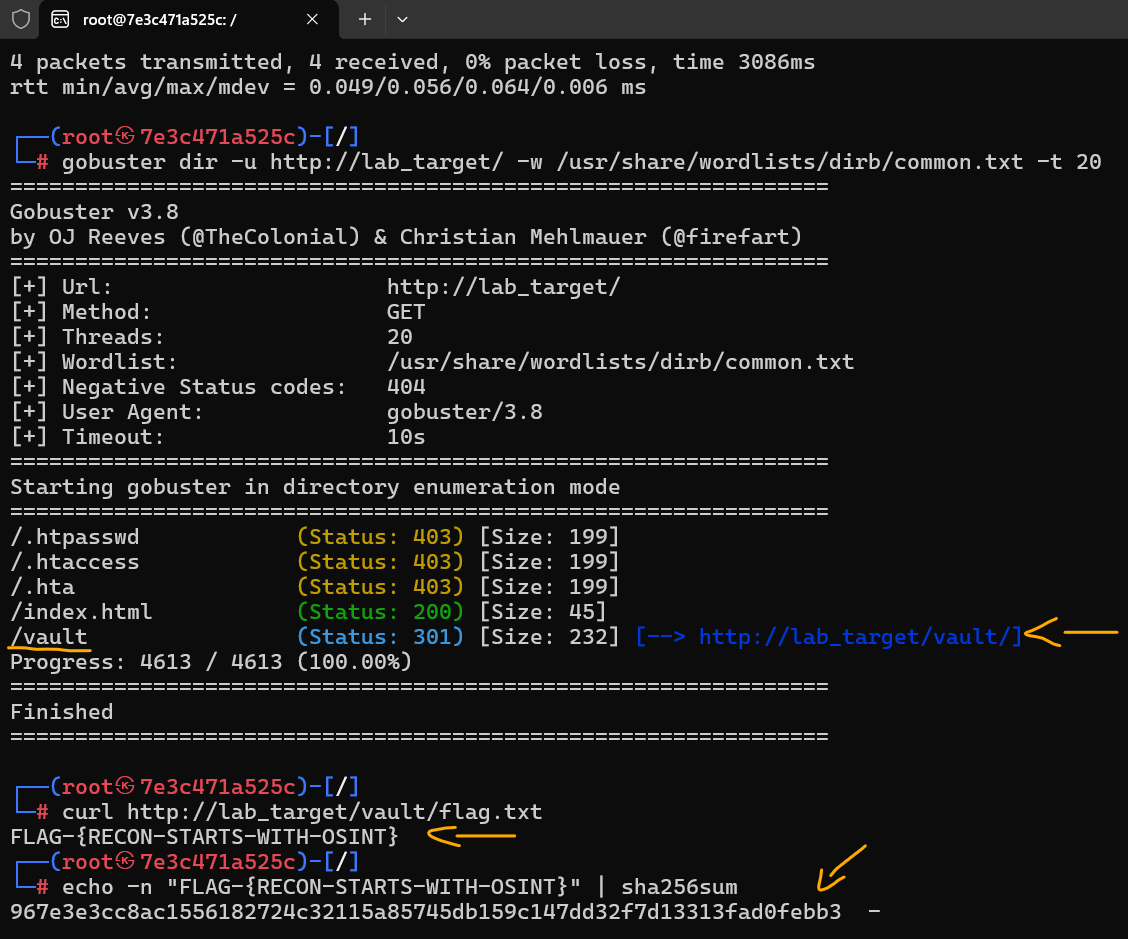 root@7e3c471a525c: /
4 packets transmitted, 4 received, 0% packet loss, time 3086ms
rtt min/avg/max/mdev = 0.049/0.056/0.064/0.006 ms
┌──(root㉿7e3c471a525c)-[/]
└─# gobuster dir -u http://lab_target/ -w /usr/share/wordlists/dirb/common.txt -t 20
===============================================================
Gobuster v3.8
by OJ Reeves (@TheColonial) & Christian Mehlmauer (@firefart)
===============================================================
[+] Url:                     http://lab_target/
[+] Method:                  GET
[+] Threads:                 20
[+] Wordlist:                /usr/share/wordlists/dirb/common.txt
[+] Negative Status codes:   404
[+] User Agent:              gobuster/3.8
[+] Timeout:                 10s
===============================================================
Starting gobuster in directory enumeration mode
===============================================================
/.htpasswd            (Status: 403) [Size: 199]
/.htaccess            (Status: 403) [Size: 199]
/.hta                 (Status: 403) [Size: 199]
/index.html           (Status: 200) [Size: 45]
/vault                (Status: 301) [Size: 232] [--> http://lab_target/vault/]
Progress: 4613 / 4613 (100.00%)
===============================================================
Finished
===============================================================
┌──(root㉿7e3c471a525c)-[/]
└─# curl http://lab_target/vault/flag.txt
FLAG-{RECON-STARTS-WITH-OSINT}
┌──(root㉿7e3c471a525c)-[/]
└─# echo -n "FLAG-{RECON-STARTS-WITH-OSINT}" | sha256sum
967e3e3cc8ac1556182724c32115a85745db159c147dd32f7d13313fad0febb3  -